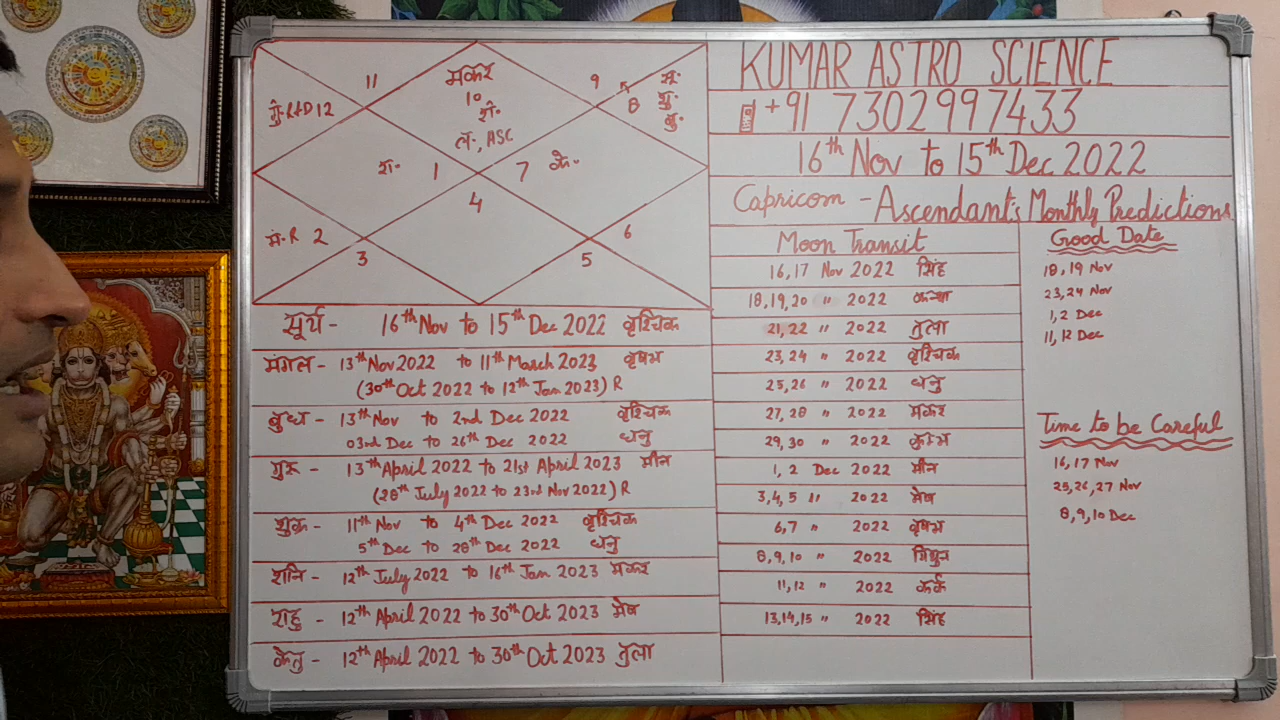 11
मकर
10
श.
ल., ASC
9
8
सू.
शु.
बु.
गु. R+D 12
1
7
के.
4
मं. R 2
3
5
6
KUMAR ASTRO SCIENCE
+91 7302997433
16th Nov to 15th Dec 2022
Capricorn - Ascendant's Monthly Predictions
सूर्य - 16th Nov to 15th Dec 2022 वृश्चिक
मंगल - 13th Nov 2022 to 11th March 2023 वृषभ
(30th Oct 2022 to 12th Jan 2023) R
बुध - 13th Nov to 2nd Dec 2022 वृश्चिक
03rd Dec to 26th Dec 2022 धनु
गुरू - 13th April 2022 to 21st April 2023 मीन
(28th July 2022 to 23rd Nov 2022) R
शुक्र - 11th Nov to 4th Dec 2022 वृश्चिक
5th Dec to 28th Dec 2022 धनु
शनि - 12th July 2022 to 16th Jan 2023 मकर
राहु - 12th April 2022 to 30th Oct 2023 मेष
केतु - 12th April 2022 to 30th Oct 2023 तुला
Moon Transit
16,17 Nov 2022 सिंह
18,19,20 " 2022 कन्या
21,22 " 2022 तुला
23,24 " 2022 वृश्चिक
25,26 " 2022 धनु
27,28 " 2022 मकर
29,30 " 2022 कुम्भ
1, 2 Dec 2022 मीन
3,4,5 " 2022 मेष
6,7 " 2022 वृषभ
8,9,10 " 2022 मिथुन
11,12 " 2022 कर्क
13,14,15 " 2022 सिंह
Good Date
18,19 Nov
23,24 Nov
1,2 Dec
11,12 Dec
Time to be Careful
16,17 Nov
25,26,27 Nov
8,9,10 Dec